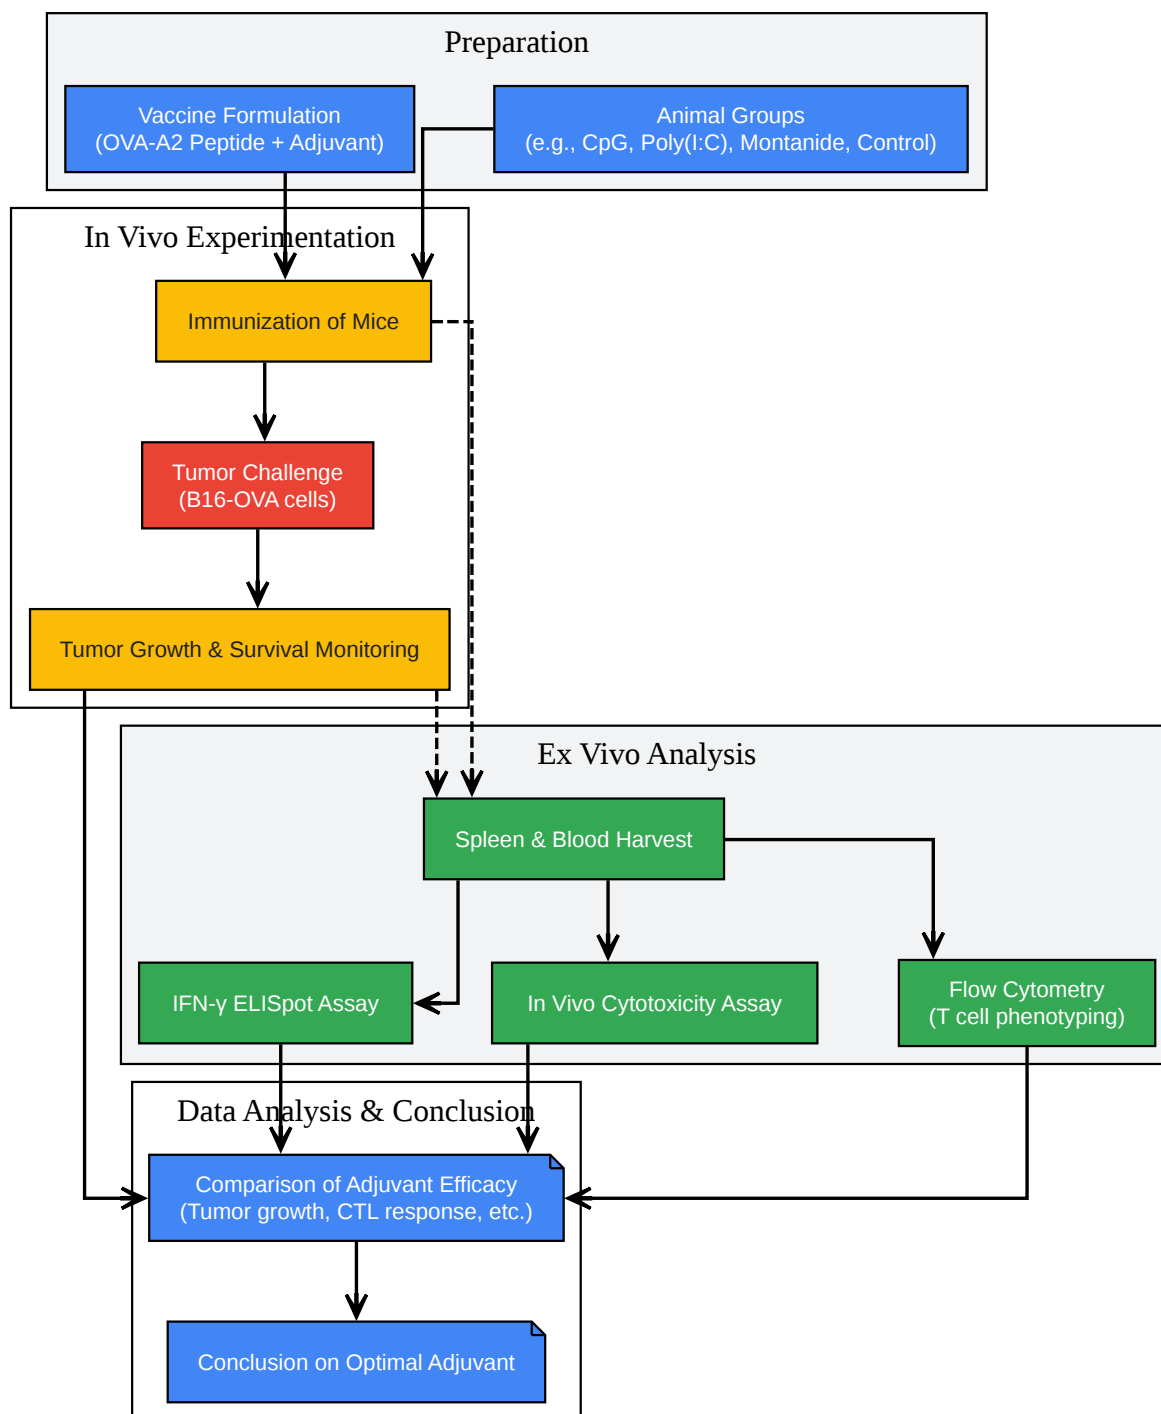 Preparation
Vaccine Formulation
(OVA-A2 Peptide + Adjuvant)
Animal Groups
(e.g., CpG, Poly(I:C), Montanide, Control)
In Vivo Experimentation
Immunization of Mice
Tumor Challenge
(B16-OVA cells)
Tumor Growth & Survival Monitoring
Ex Vivo Analysis
Spleen & Blood Harvest
IFN-γ ELISpot Assay
In Vivo Cytotoxicity Assay
Flow Cytometry
(T cell phenotyping)
Data Analysis & Conclusion
Comparison of Adjuvant Efficacy
(Tumor growth, CTL response, etc.)
Conclusion on Optimal Adjuvant